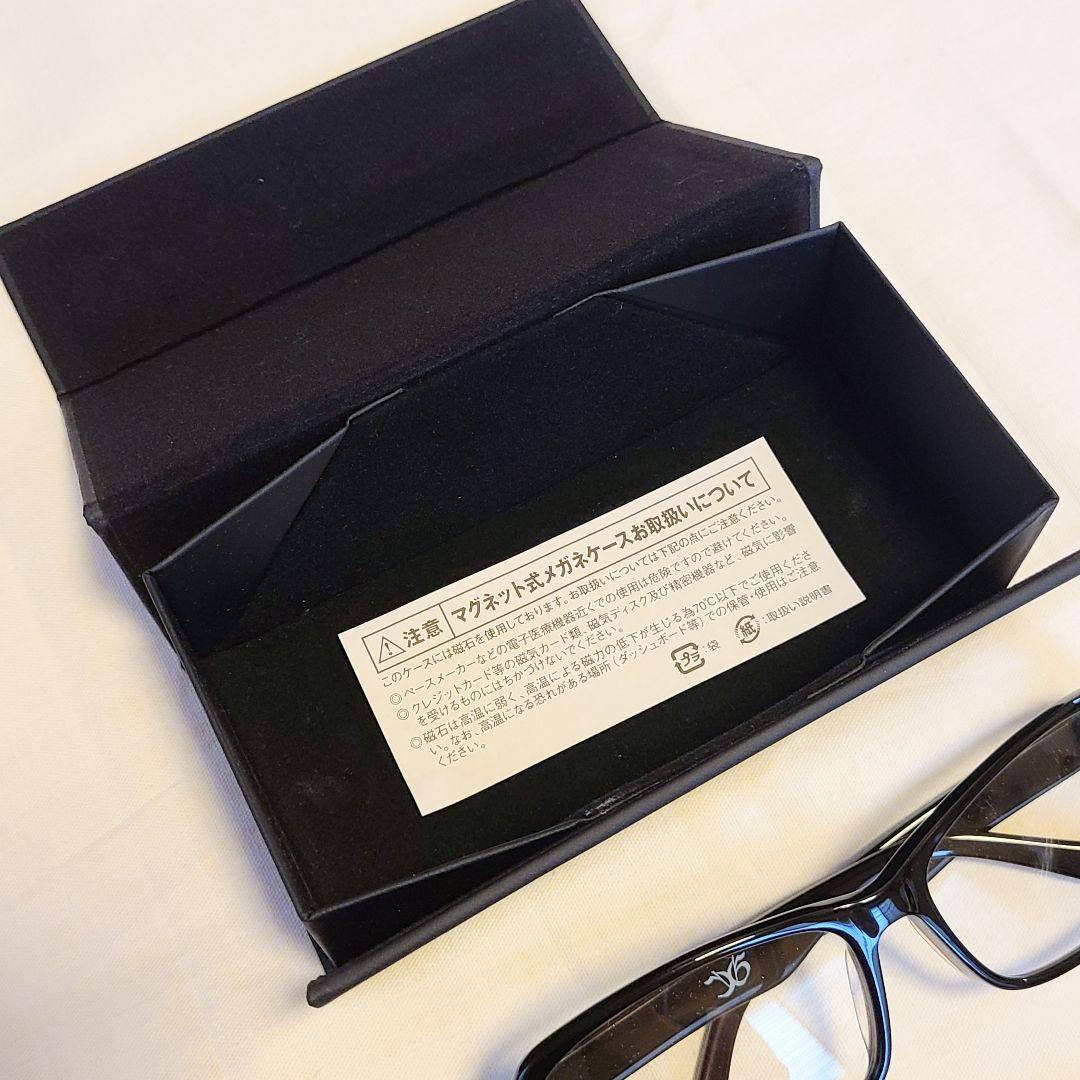 注意 マグネット式メガネケースお取扱いについて
このケースには磁石を使用しております。お取扱いについては下記の点にご注意ください。
◎ペースメーカーなどの電子医療機器近くでの使用は危険ですので避けてください。
◎クレジットカード等の磁気カード類、磁気ディスク及び精密機器など、磁気に影響
を受けるものにはちかづけないでください。
◎磁石は高温に弱く、高温による磁力の低下が生じる為70℃以下でご使用くださ
い。なお、高温になる恐れがある場所(ダッシュボード等)での保管・使用はご注意
ください。
プラ:袋 紙:取扱い説明書